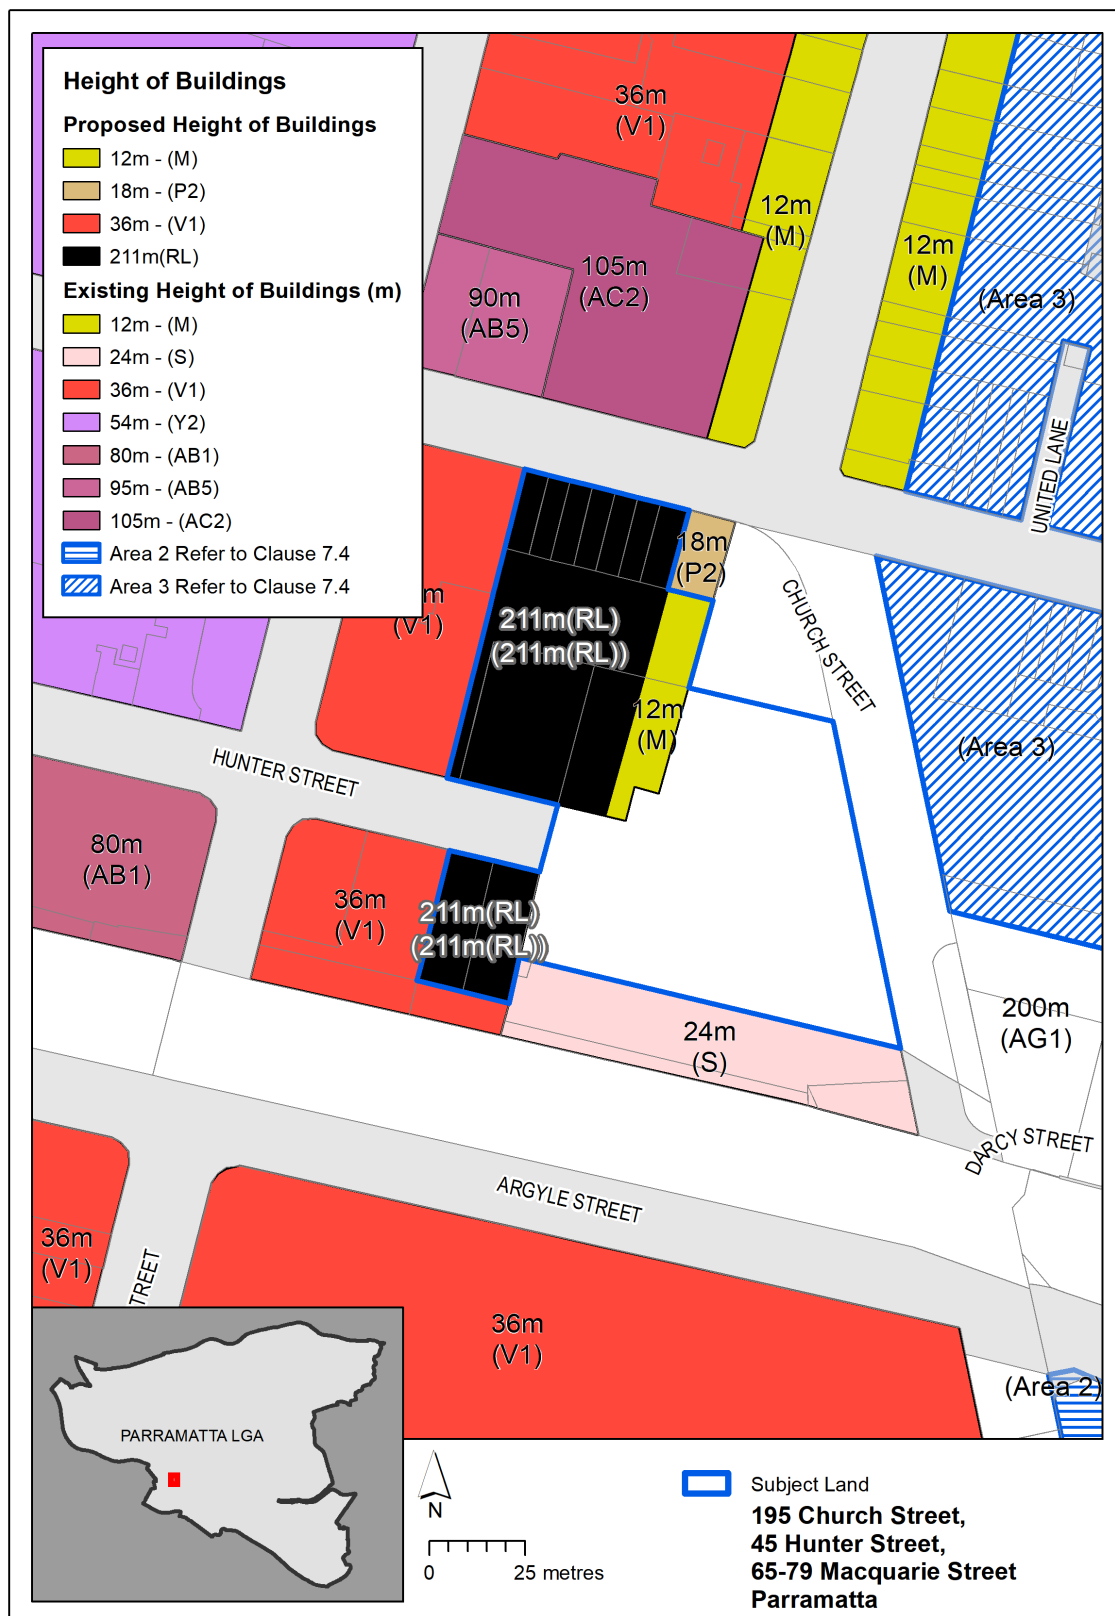 Height of Buildings
Proposed Height of Buildings
12m - (M)
18m - (P2)
36m - (V1)
211m(RL)
Existing Height of Buildings (m)
12m - (M)
24m - (S)
36m - (V1)
54m - (Y2)
80m - (AB1)
95m - (AB5)
105m - (AC2)
Area 2 Refer to Clause 7.4
Area 3 Refer to Clause 7.4
36m
(V1)
12m
(M)
12m
(M)
(Area 3)
105m
(AC2)
90m
(AB5)
UNITED LANE
18m
(P2)
m
(V1)
211m(RL)
(211m(RL))
CHURCH STREET
12m
(M)
(Area 3)
HUNTER STREET
80m
(AB1)
36m
(V1)
211m(RL)
(211m(RL))
24m
(S)
200m
(AG1)
DARCY STREET
ARGYLE STREET
36m
(V1)
TREET
36m
(V1)
(Area 2)
PARRAMATTA LGA
N
0 25 metres
Subject Land
195 Church Street,
45 Hunter Street,
65-79 Macquarie Street
Parramatta